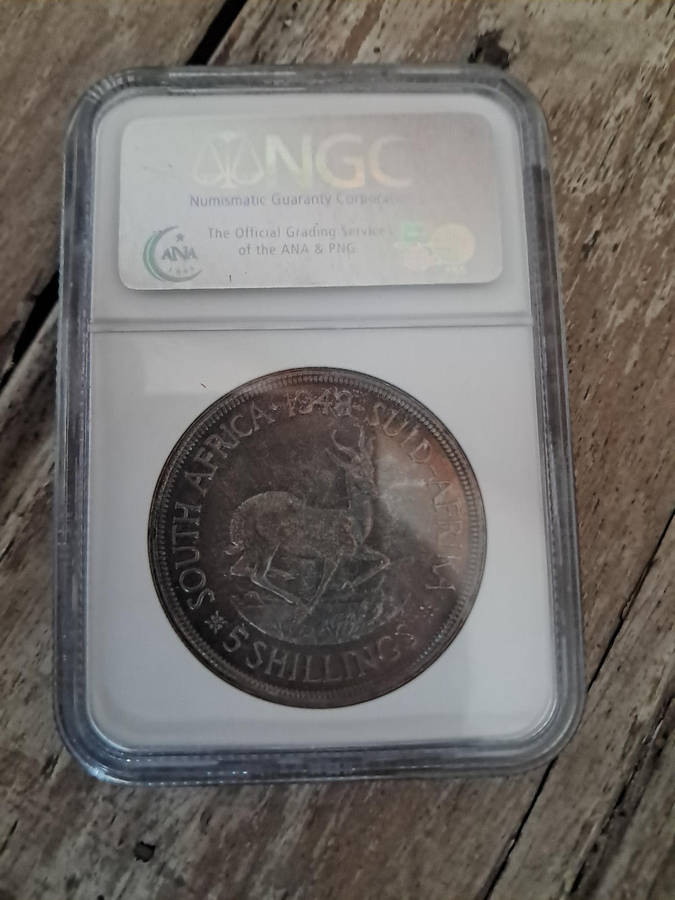 NGC
Numismatic Guaranty Corporation
The Official Grading Service
of the ANA & PNG
ANA
SOUTH AFRICA · 1948 · SUID-AFRIKA
5 SHILLINGS